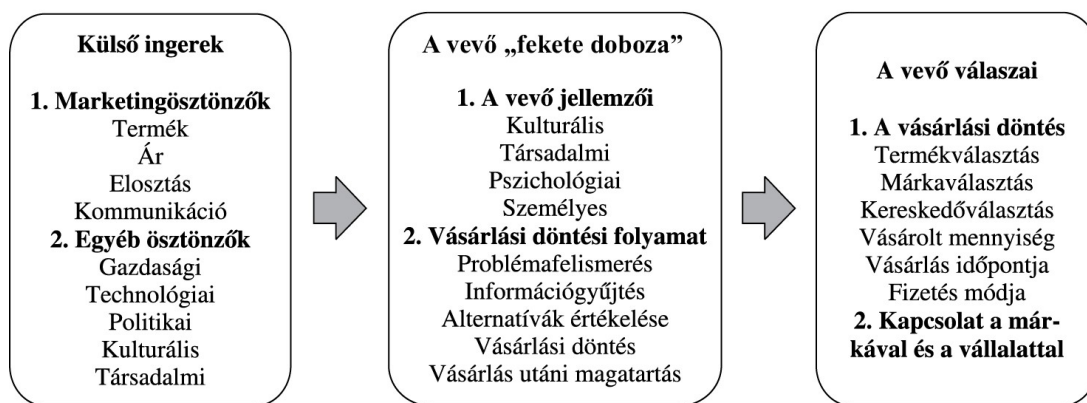 Külső ingerek
1. Marketingösztönzők
Termék
Ár
Elosztás
Kommunikáció
2. Egyéb ösztönzők
Gazdasági
Technológiai
Politikai
Kulturális
Társadalmi
A vevő „fekete doboza”
1. A vevő jellemzői
Kulturális
Társadalmi
Pszichológiai
Személyes
2. Vásárlási döntési folyamat
Problémafelismerés
Információgyűjtés
Alternatívák értékelése
Vásárlási döntés
Vásárlás utáni magatartás
A vevő válaszai
1. A vásárlási döntés
Termékválasztás
Márkaválasztás
Kereskedőválasztás
Vásárolt mennyiség
Vásárlás időpontja
Fizetés módja
2. Kapcsolat a már-
kával és a vállalattal